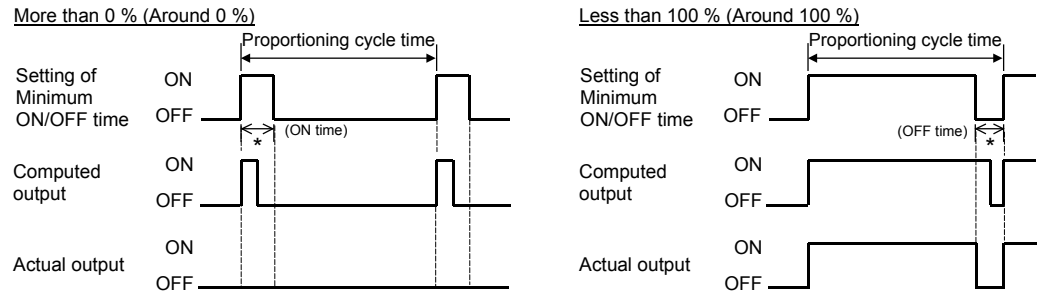 More than 0 % (Around 0 %)
Proportioning cycle time
Setting of
Minimum
ON/OFF time
ON
OFF
(ON time)
*
Computed
output
ON
OFF
Actual output
ON
OFF
Less than 100 % (Around 100 %)
Proportioning cycle time
Setting of
Minimum
ON/OFF time
ON
OFF
(OFF time)
*
Computed
output
ON
OFF
Actual output
ON
OFF